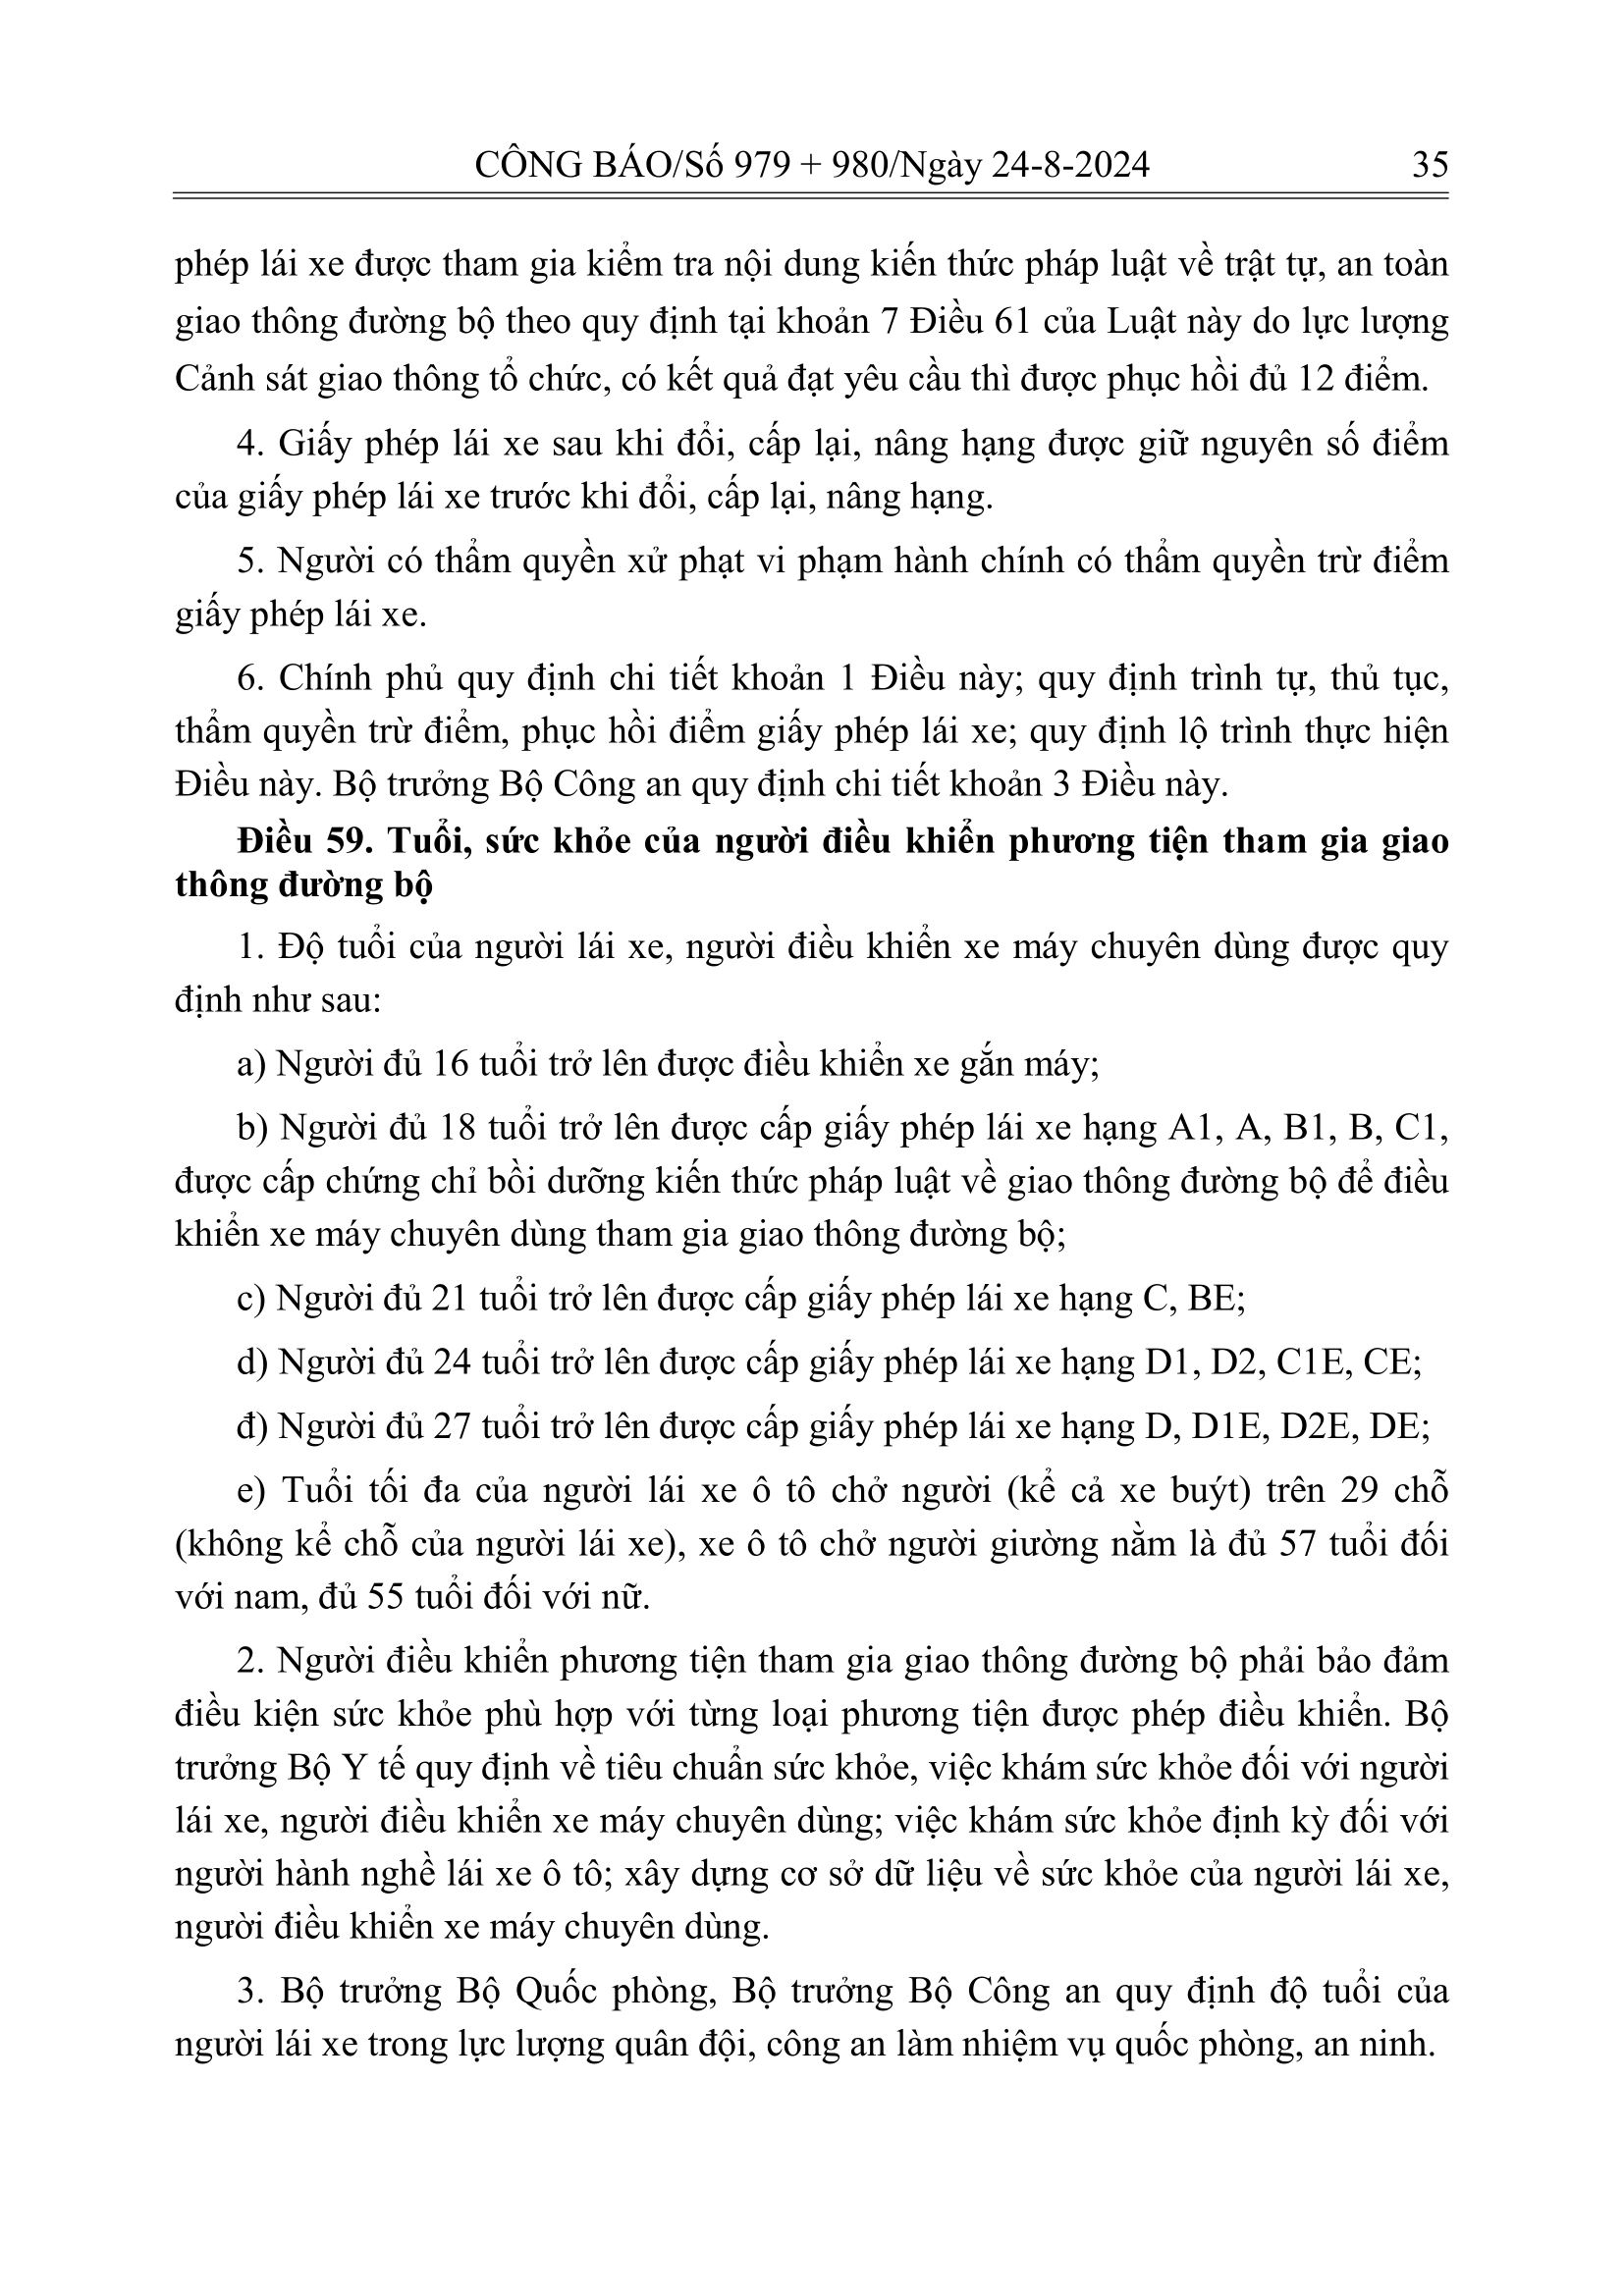 CÔNG BÁO/Số 979 + 980/Ngày 24-8-2024 35
phép lái xe được tham gia kiểm tra nội dung kiến thức pháp luật về trật tự, an toàn
giao thông đường bộ theo quy định tại khoản 7 Điều 61 của Luật này do lực lượng
Cảnh sát giao thông tổ chức, có kết quả đạt yêu cầu thì được phục hồi đủ 12 điểm.
4. Giấy phép lái xe sau khi đổi, cấp lại, nâng hạng được giữ nguyên số điểm
của giấy phép lái xe trước khi đổi, cấp lại, nâng hạng.
5. Người có thẩm quyền xử phạt vi phạm hành chính có thẩm quyền trừ điểm
giấy phép lái xe.
6. Chính phủ quy định chi tiết khoản 1 Điều này; quy định trình tự, thủ tục,
thẩm quyền trừ điểm, phục hồi điểm giấy phép lái xe; quy định lộ trình thực hiện
Điều này. Bộ trưởng Bộ Công an quy định chi tiết khoản 3 Điều này.
Điều 59. Tuổi, sức khỏe của người điều khiển phương tiện tham gia giao
thông đường bộ
1. Độ tuổi của người lái xe, người điều khiển xe máy chuyên dùng được quy
định như sau:
a) Người đủ 16 tuổi trở lên được điều khiển xe gắn máy;
b) Người đủ 18 tuổi trở lên được cấp giấy phép lái xe hạng A1, A, B1, B, C1,
được cấp chứng chỉ bồi dưỡng kiến thức pháp luật về giao thông đường bộ để điều
khiển xe máy chuyên dùng tham gia giao thông đường bộ;
c) Người đủ 21 tuổi trở lên được cấp giấy phép lái xe hạng C, BE;
d) Người đủ 24 tuổi trở lên được cấp giấy phép lái xe hạng D1, D2, C1E, CE;
đ) Người đủ 27 tuổi trở lên được cấp giấy phép lái xe hạng D, D1E, D2E, DE;
e) Tuổi tối đa của người lái xe ô tô chở người (kể cả xe buýt) trên 29 chỗ
(không kể chỗ của người lái xe), xe ô tô chở người giường nằm là đủ 57 tuổi đối
với nam, đủ 55 tuổi đối với nữ.
2. Người điều khiển phương tiện tham gia giao thông đường bộ phải bảo đảm
điều kiện sức khỏe phù hợp với từng loại phương tiện được phép điều khiển. Bộ
trưởng Bộ Y tế quy định về tiêu chuẩn sức khỏe, việc khám sức khỏe đối với người
lái xe, người điều khiển xe máy chuyên dùng; việc khám sức khỏe định kỳ đối với
người hành nghề lái xe ô tô; xây dựng cơ sở dữ liệu về sức khỏe của người lái xe,
người điều khiển xe máy chuyên dùng.
3. Bộ trưởng Bộ Quốc phòng, Bộ trưởng Bộ Công an quy định độ tuổi của
người lái xe trong lực lượng quân đội, công an làm nhiệm vụ quốc phòng, an ninh.